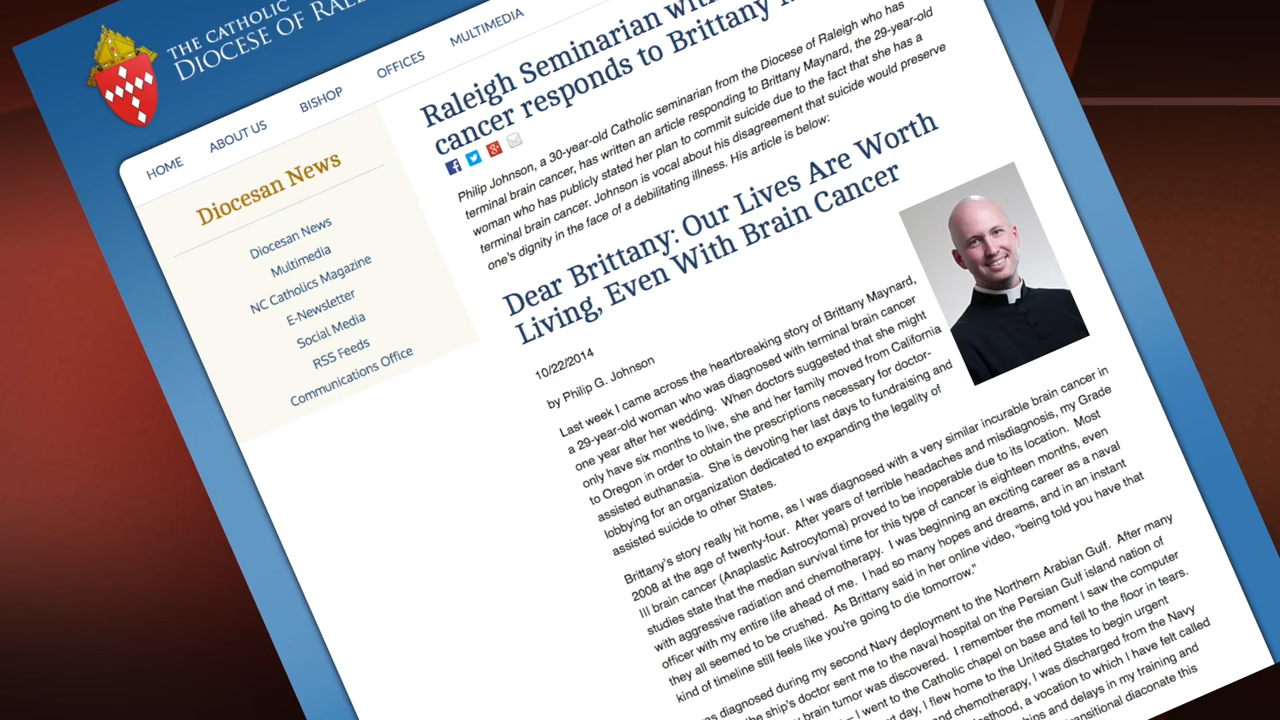 THE CATHOLIC
DIOCESE OF
HOME
ABOUT US
BISHOP
OFFICES
MULTIMEDIA
Diocesan News
Diocesan News
Multimedia
NC Catholics Magazine
E-Newsletter
Social Media
RSS Feeds
Communications Office
Raleigh Seminarian
cancer responds to Brittany
Philip Johnson, a 30-year-old Catholic seminarian from the Diocese of Raleigh who has
terminal brain cancer, has written an article responding to Brittany Maynard, the 29-year-old
woman who has publicly stated her plan to commit suicide due to the fact that she has a
terminal brain cancer. Johnson is vocal about his disagreement that suicide would preserve
one's dignity in the face of a debilitating illness. His article is below:
Dear Brittany: Our Lives Are Worth
Living, Even With Brain Cancer
10/22/2014
by Philip G. Johnson
Last week I came across the heartbreaking story of Brittany Maynard,
a 29-year-old woman who was diagnosed with terminal brain cancer
one year after her wedding. When doctors suggested that she might
only have six months to live, she and her family moved from California
to Oregon in order to obtain the prescriptions necessary for doctor-
assisted euthanasia. She is devoting her last days to fundraising and
lobbying for an organization dedicated to expanding the legality of
assisted suicide to other States.
Brittany's story really hit home, as I was diagnosed with a very similar incurable brain cancer in
2008 at the age of twenty-four. After years of terrible headaches and misdiagnosis, my Grade
III brain cancer (Anaplastic Astrocytoma) proved to be inoperable due to its location. Most
studies state that the median survival time for this type of cancer is eighteen months, even
with aggressive radiation and chemotherapy. I was beginning an exciting career as a naval
officer with my entire life ahead of me. I had so many hopes and dreams, and in an instant
they all seemed to be crushed. As Brittany said in her online video, "being told you have that
kind of timeline still feels like you're going to die tomorrow."
diagnosed during my second Navy deployment to the Northern Arabian Gulf. After many
the ship's doctor sent me to the naval hospital on the Persian Gulf island nation of
brain tumor was discovered. I remember the moment I saw the computer
– I went to the Catholic chapel on base and fell to the floor in tears.
day, I flew home to the United States to begin urgent
and chemotherapy, I was discharged from the Navy
a vocation to which I have felt called
and delays in my training and
diaconate this